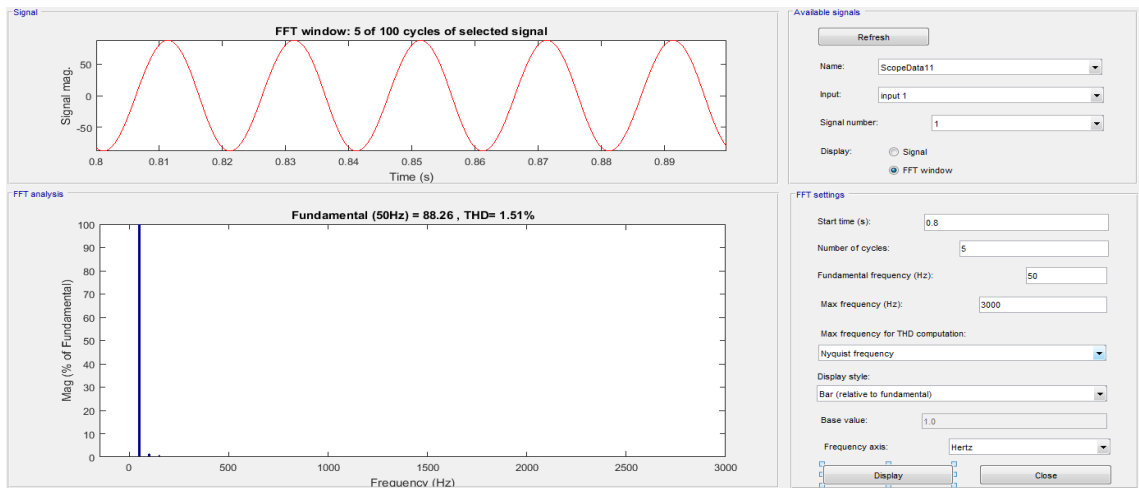 Signal
FFT window: 5 of 100 cycles of selected signal
Signal mag.
50
0
-50
0.8 0.81 0.82 0.83 0.84 0.85 0.86 0.87 0.88 0.89
Time (s)
FFT analysis
Fundamental (50Hz) = 88.26 , THD= 1.51%
Mag (% of Fundamental)
100
90
80
70
60
50
40
30
20
10
0
0 500 1000 1500 2000 2500 3000
Frequency (Hz)
Available signals
Refresh
Name: ScopeData11
Input: input 1
Signal number: 1
Display: Signal
FFT window
FFT settings
Start time (s): 0.8
Number of cycles: 5
Fundamental frequency (Hz): 50
Max frequency (Hz): 3000
Max frequency for THD computation:
Nyquist frequency
Display style:
Bar (relative to fundamental)
Base value: 1.0
Frequency axis: Hertz
Display Close